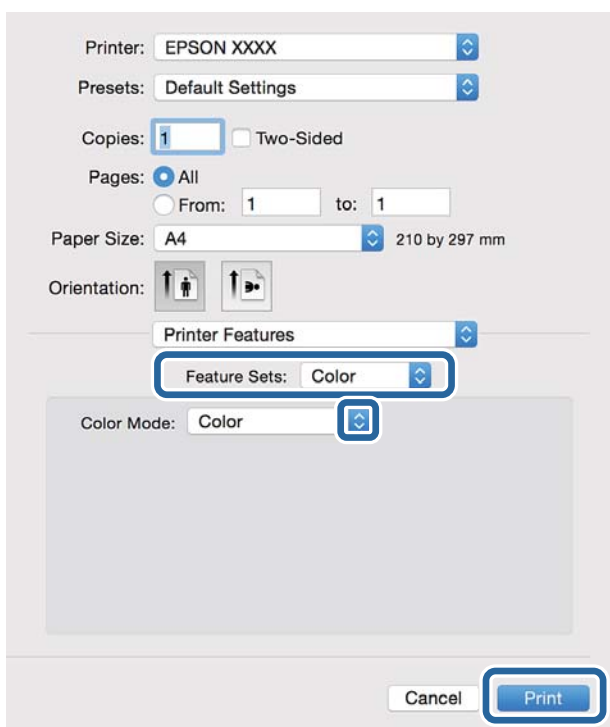 Printer: EPSON XXXX
Presets: Default Settings
Copies: 1 Two-Sided
Pages: All
From: 1 to: 1
Paper Size: A4 210 by 297 mm
Orientation:
Printer Features
Feature Sets: Color
Color Mode: Color
Cancel Print